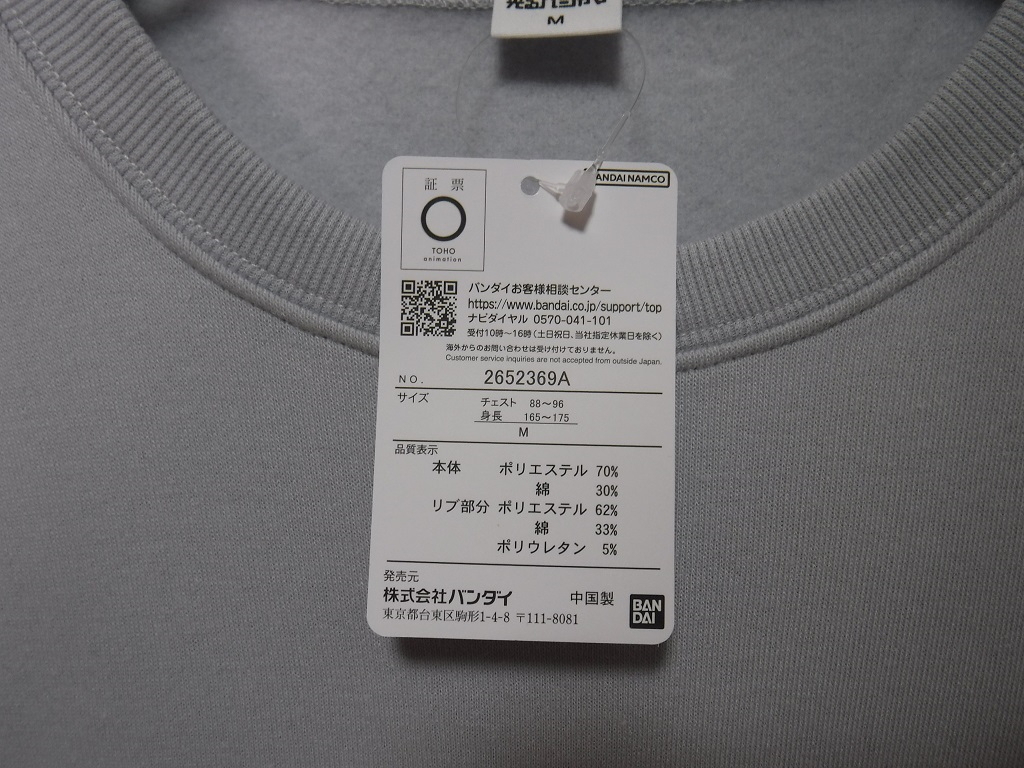 M
BANDAI NAMCO
証 票
TOHO
animation
バンダイお客様相談センター
https://www.bandai.co.jp/support/top
ナビダイヤル 0570-041-101
受付10時～16時(土日祝日、当社指定休業日を除く)
海外からのお問い合わせは受け付けておりません。
Customer service inquiries are not accepted from outside Japan.
NO. 2652369A
サイズ チェスト 88～96
身長 165～175
M
品質表示
本体 ポリエステル 70%
綿 30%
リブ部分 ポリエステル 62%
綿 33%
ポリウレタン 5%
発売元
株式会社バンダイ 中国製
東京都台東区駒形1-4-8 〒111-8081
BAN
DAI